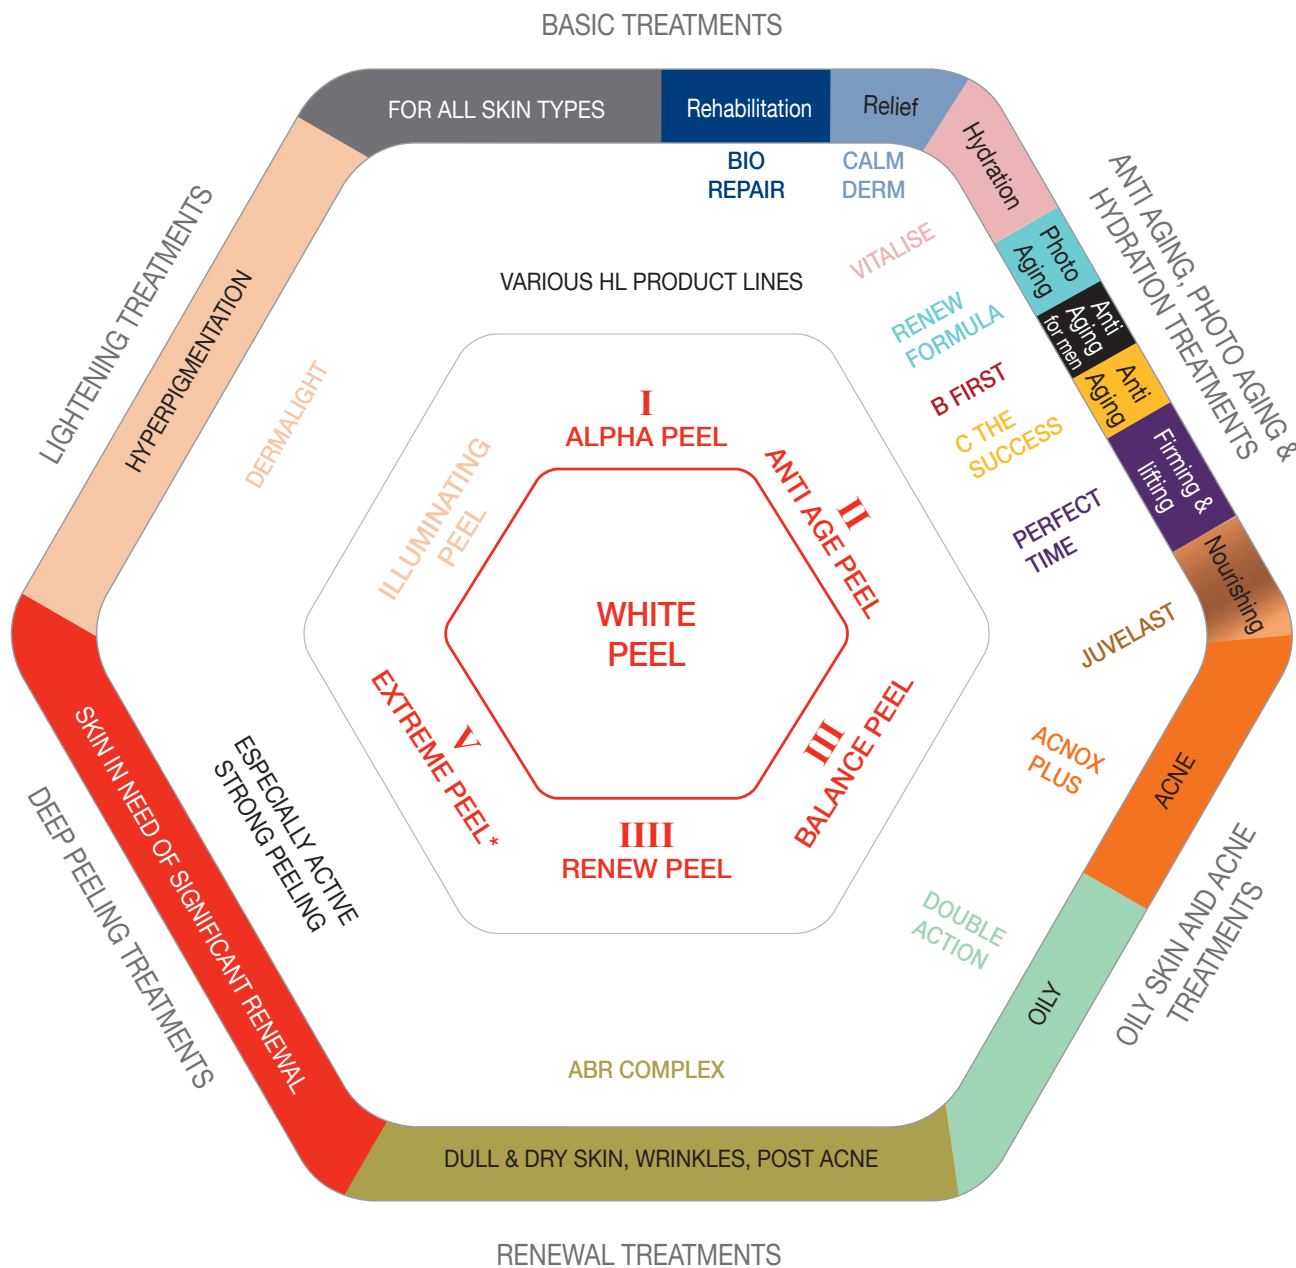 BASIC TREATMENTS
FOR ALL SKIN TYPES
Rehabilitation
Relief
Hydration
Photo
Aging
Anti
Aging
for men
Anti
Aging
Firming &
lifting
Nourishing
ANTI AGING, PHOTO AGING &
HYDRATION TREATMENTS
BIO
REPAIR
CALM
DERM
VITALISE
RENEW
FORMULA
B FIRST
C THE
SUCCESS
PERFECT
TIME
JUVELAST
ACNOX
PLUS
ACNE
OILY SKIN AND ACNE
TREATMENTS
DOUBLE
ACTION
OILY
ABR COMPLEX
DULL & DRY SKIN, WRINKLES, POST ACNE
RENEWAL TREATMENTS
DEEP PEELING TREATMENTS
SKIN IN NEED OF SIGNIFICANT RENEWAL
ESPECIALLY ACTIVE
STRONG PEELING
LIGHTENING TREATMENTS
HYPERPIGMENTATION
DERMALIGHT
VARIOUS HL PRODUCT LINES
I
ALPHA PEEL
II
ANTI AGE PEEL
III
BALANCE PEEL
IIII
RENEW PEEL
V
EXTREME PEEL*
ILLUMINATING
PEEL
WHITE
PEEL